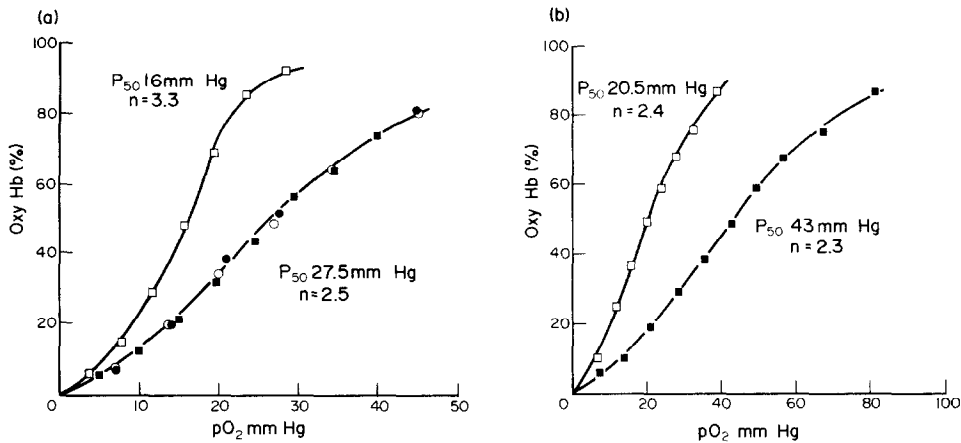 (a)
100
80
60
40
20
0
10
20
30
40
50
Oxy Hb (%)
pO₂ mm Hg
P₅₀ 16mm Hg
n=3.3
P₅₀ 27.5mm Hg
n=2.5
(b)
100
80
60
40
20
0
20
40
60
80
100
Oxy Hb (%)
pO₂ mm Hg
P₅₀ 20.5mm Hg
n=2.4
P₅₀ 43mm Hg
n=2.3